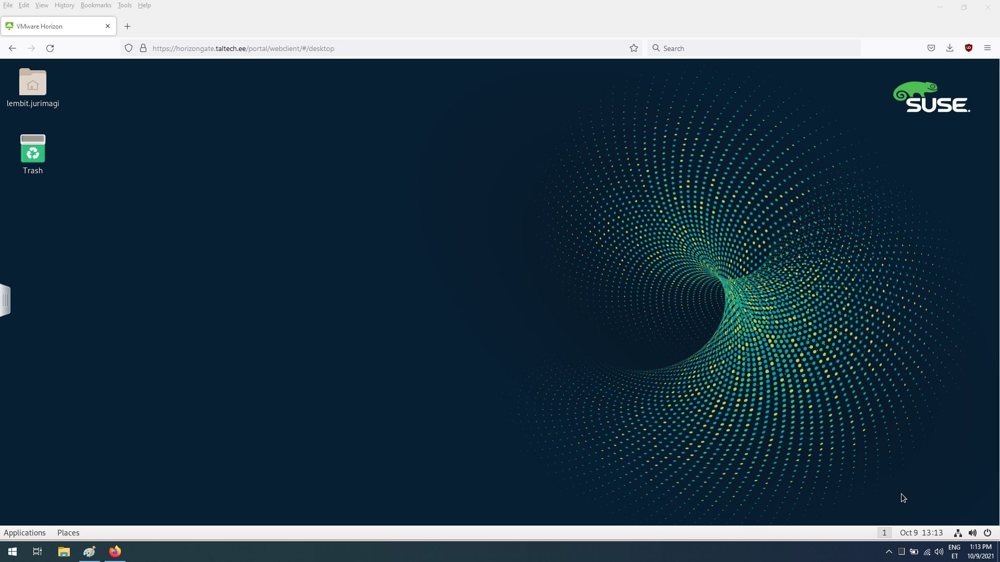 File Edit View History Bookmarks Tools Help
VMware Horizon
https://horizongate.taltech.ee/portal/webclient/#/desktop
Search
lembit.jurimagi
SUSE.
Trash
Applications Places
1 Oct 9 13:13
ENG 1:13 PM
ET 10/9/2021